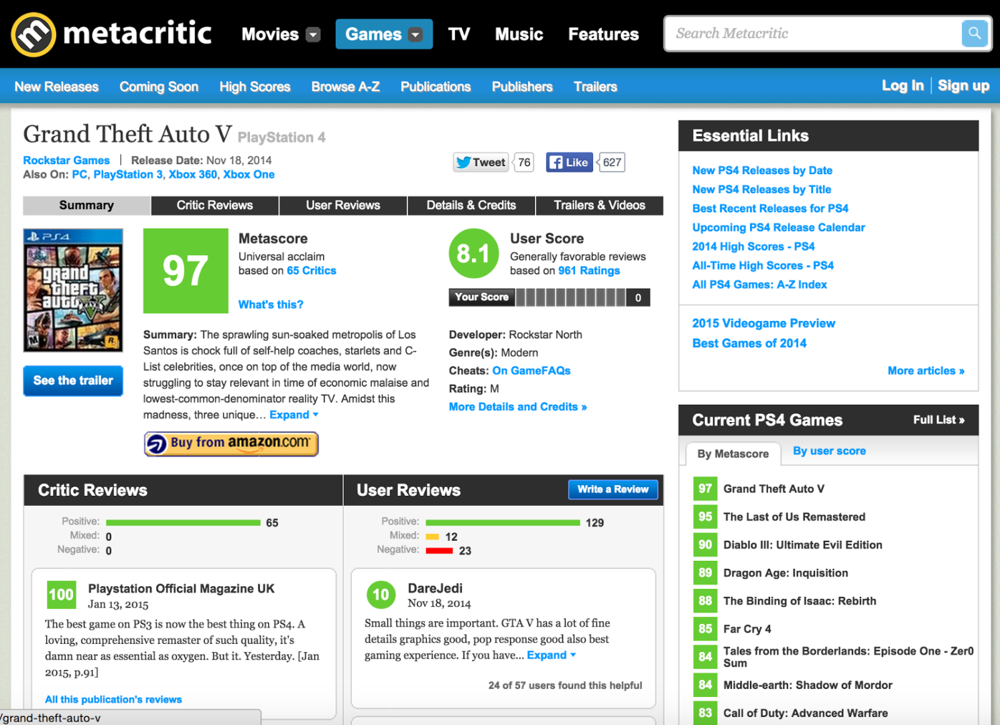 metacritic
Movies Games TV Music Features
Search Metacritic
New Releases Coming Soon High Scores Browse A-Z Publications Publishers Trailers
Log In | Sign up
Grand Theft Auto V PlayStation 4
Rockstar Games | Release Date: Nov 18, 2014
Also On: PC, PlayStation 3, Xbox 360, Xbox One
Tweet 76 Like 627
Summary Critic Reviews User Reviews Details & Credits Trailers & Videos
PS4
grand
theft
auto
V
M
R
See the trailer
97
Metascore
Universal acclaim
based on 65 Critics
What's this?
8.1
User Score
Generally favorable reviews
based on 961 Ratings
Your Score 0
Summary: The sprawling sun-soaked metropolis of Los
Santos is chock full of self-help coaches, starlets and C-
List celebrities, once on top of the media world, now
struggling to stay relevant in time of economic malaise and
lowest-common-denominator reality TV. Amidst this
madness, three unique... Expand
Buy from amazon.com
Developer: Rockstar North
Genre(s): Modern
Cheats: On GameFAQs
Rating: M
More Details and Credits »
Critic Reviews
Positive: 65
Mixed: 0
Negative: 0
100
Playstation Official Magazine UK
Jan 13, 2015
The best game on PS3 is now the best thing on PS4. A
loving, comprehensive remaster of such quality, it's
damn near as essential as oxygen. But it. Yesterday. [Jan
2015, p.91]
All this publication's reviews
User Reviews
Write a Review
Positive: 129
Mixed: 12
Negative: 23
10
DareJedi
Nov 18, 2014
Small things are important. GTA V has a lot of fine
details graphics good, pop response good also best
gaming experience. If you have... Expand
24 of 57 users found this helpful
Essential Links
New PS4 Releases by Date
New PS4 Releases by Title
Best Recent Releases for PS4
Upcoming PS4 Release Calendar
2014 High Scores - PS4
All-Time High Scores - PS4
All PS4 Games: A-Z Index
2015 Videogame Preview
Best Games of 2014
More articles »
Current PS4 Games Full List »
By Metascore By user score
97 Grand Theft Auto V
95 The Last of Us Remastered
90 Diablo III: Ultimate Evil Edition
89 Dragon Age: Inquisition
88 The Binding of Isaac: Rebirth
85 Far Cry 4
84 Tales from the Borderlands: Episode One - Zer0
Sum
84 Middle-earth: Shadow of Mordor
83 Call of Duty: Advanced Warfare
/grand-theft-auto-v